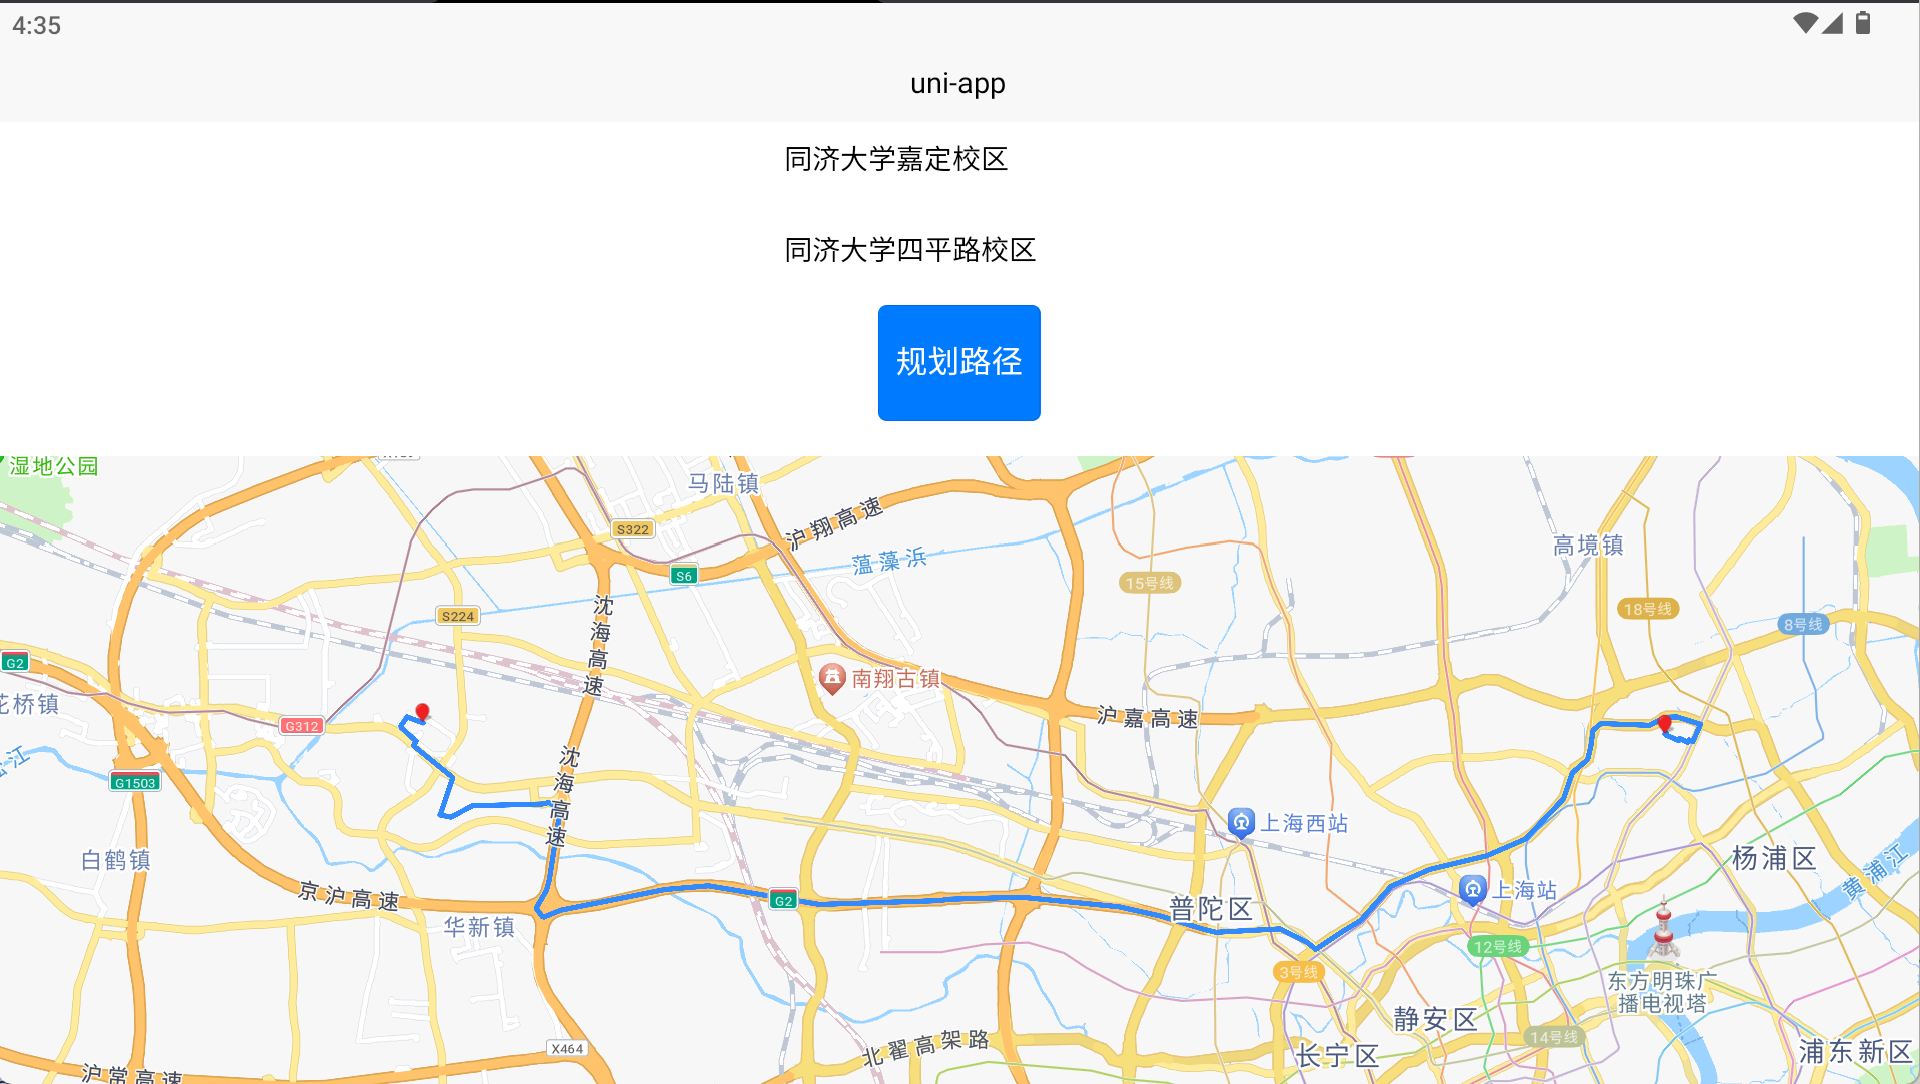 4:35
uni-app
同济大学嘉定校区
同济大学四平路校区
规划路径
湿地公园
马陆镇
沪翔高速
S322
蕰藻浜
高境镇
S6
15号线
18号线
S224
沈海高速
8号线
G2
南翔古镇
花桥镇
G312
沪嘉高速
沈海高速
G1503
上海西站
白鹤镇
杨浦区
黄浦江
京沪高速
G2
上海站
普陀区
华新镇
12号线
3号线
东方明珠广
播电视塔
静安区
14号线
北翟高架路
X464
长宁区
浦东新区
沪常高速